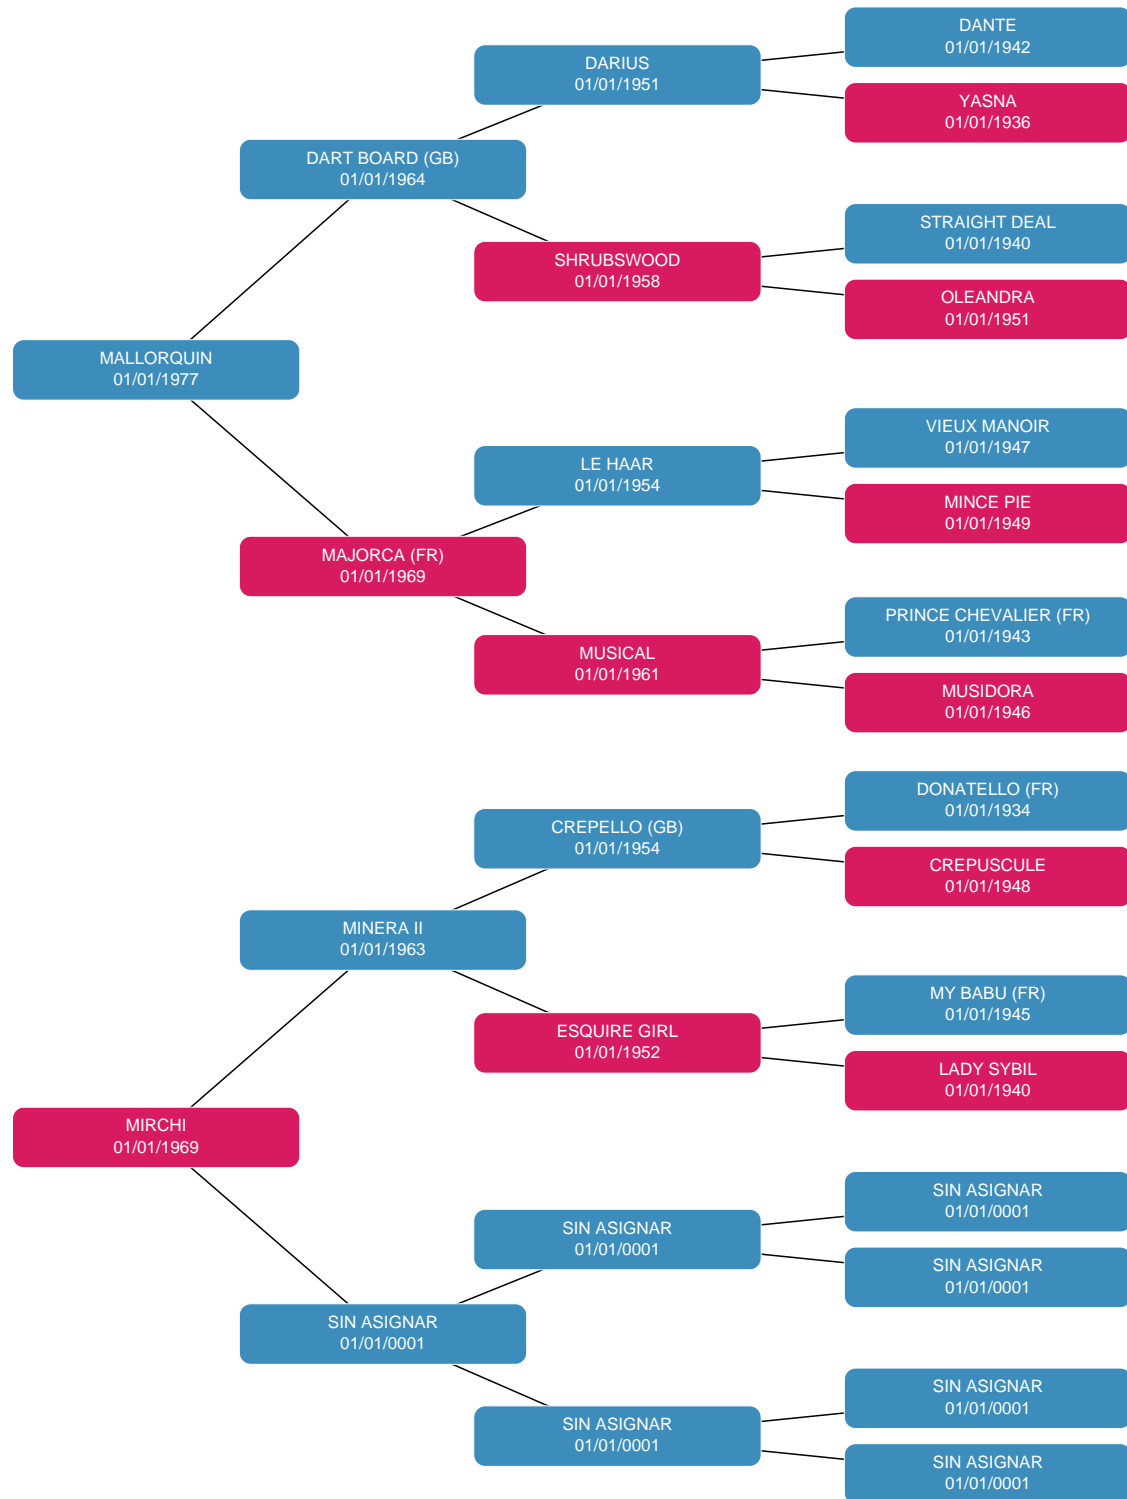 DANTE
01/01/1942
DARIUS
01/01/1951
YASNA
01/01/1936
DART BOARD (GB)
01/01/1964
STRAIGHT DEAL
01/01/1940
SHRUBSWOOD
01/01/1958
OLEANDRA
01/01/1951
MALLORQUIN
01/01/1977
VIEUX MANOIR
01/01/1947
LE HAAR
01/01/1954
MINCE PIE
01/01/1949
MAJORCA (FR)
01/01/1969
PRINCE CHEVALIER (FR)
01/01/1943
MUSICAL
01/01/1961
MUSIDORA
01/01/1946
DONATELLO (FR)
01/01/1934
CREPELLO (GB)
01/01/1954
CREPUSCULE
01/01/1948
MINERA II
01/01/1963
MY BABU (FR)
01/01/1945
ESQUIRE GIRL
01/01/1952
LADY SYBIL
01/01/1940
MIRCHI
01/01/1969
SIN ASIGNAR
01/01/0001
SIN ASIGNAR
01/01/0001
SIN ASIGNAR
01/01/0001
SIN ASIGNAR
01/01/0001
SIN ASIGNAR
01/01/0001
SIN ASIGNAR
01/01/0001
SIN ASIGNAR
01/01/0001